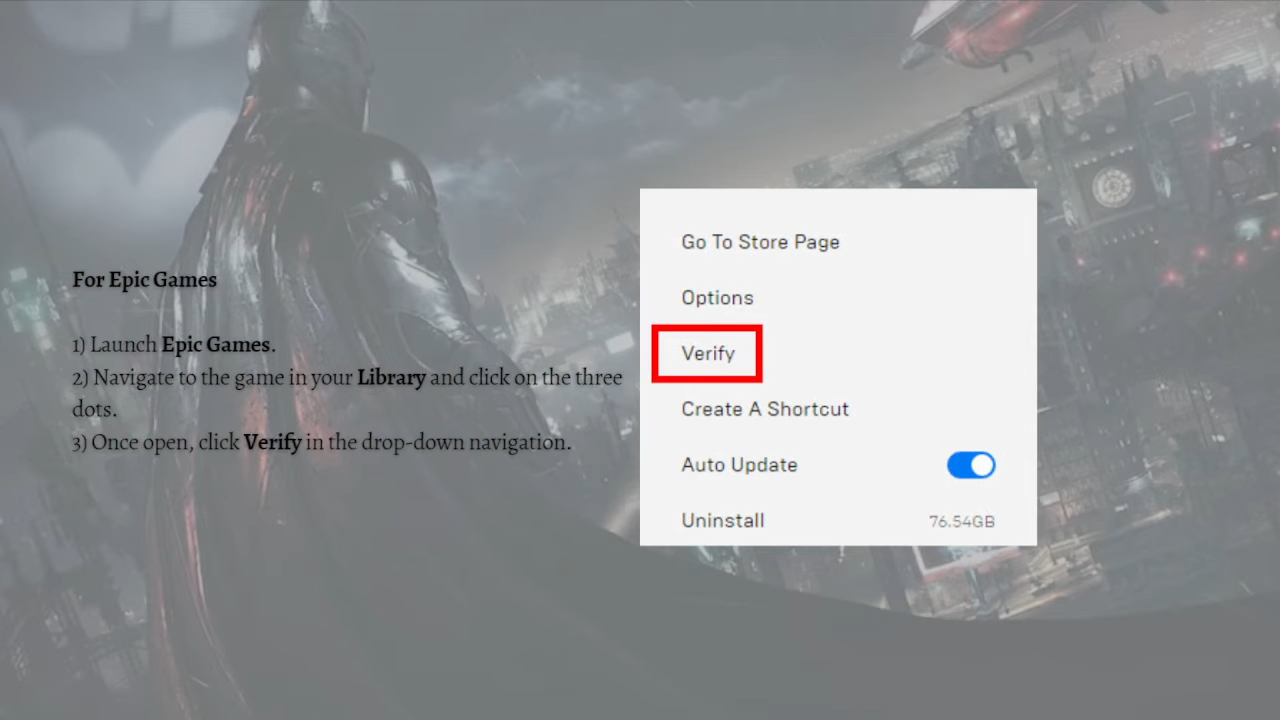 For Epic Games
1) Launch Epic Games.
2) Navigate to the game in your Library and click on the three
dots.
3) Once open, click Verify in the drop-down navigation.
Go To Store Page
Options
Verify
Create A Shortcut
Auto Update
Uninstall 76.54GB